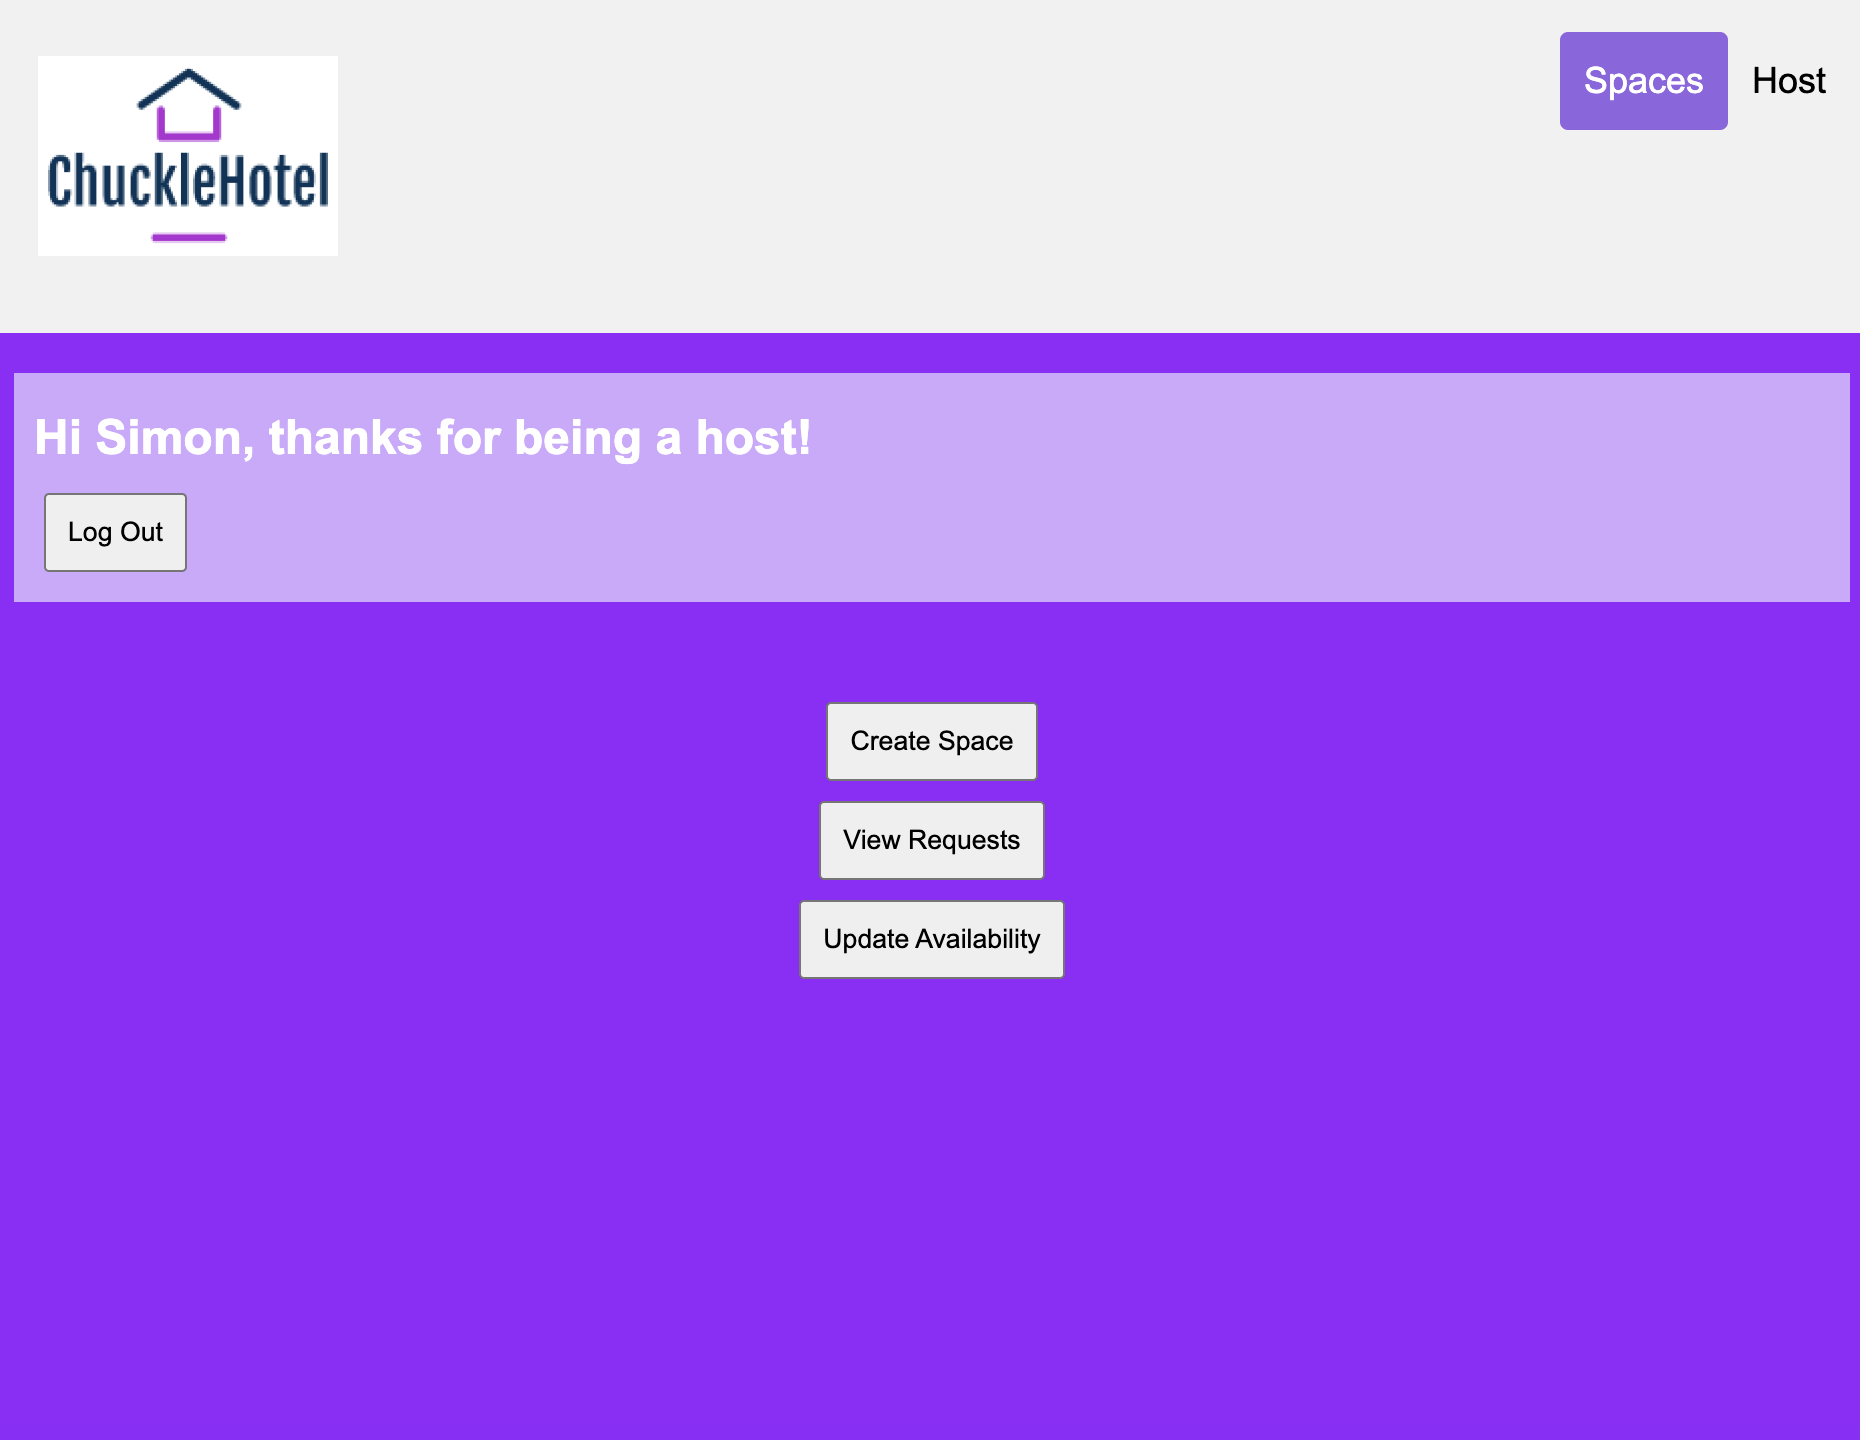 ChuckleHotel
Spaces
Host
Hi Simon, thanks for being a host!
Log Out
Create Space
View Requests
Update Availability